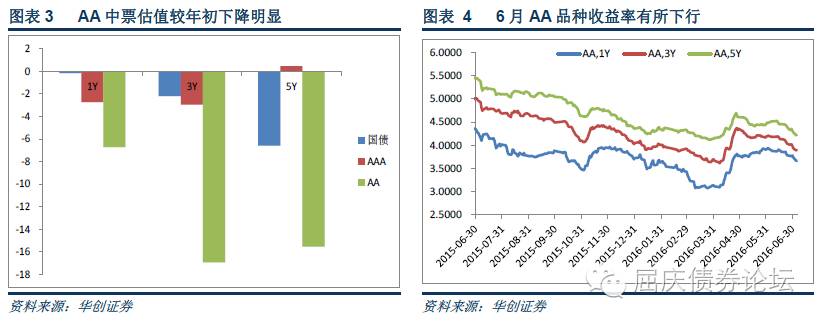 图表 3 AA 中票估值较年初下降明显
2
0
-2
-4
-6
-8
-10
-12
-14
-16
-18
1Y
3Y
5Y
国债
AAA
AA
资料来源：华创证券
图表 4 6 月 AA 品种收益率有所下行
AA,1Y
AA,3Y
AA,5Y
6.0000
5.5000
5.0000
4.5000
4.0000
3.5000
3.0000
2.5000
2015-06-30
2015-07-31
2015-08-31
2015-09-30
2015-10-31
2015-11-30
2015-12-31
2016-01-31
2016-02-29
2016-03-31
2016-04-30
2016-05-31
2016-06-30
资料来源：华创证券
屈庆债券论坛